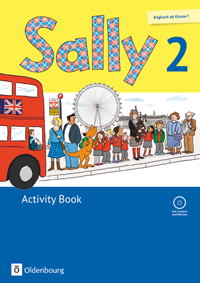 Englisch ab Klasse 1
Sally 2
Activity Book
Oldenbourg